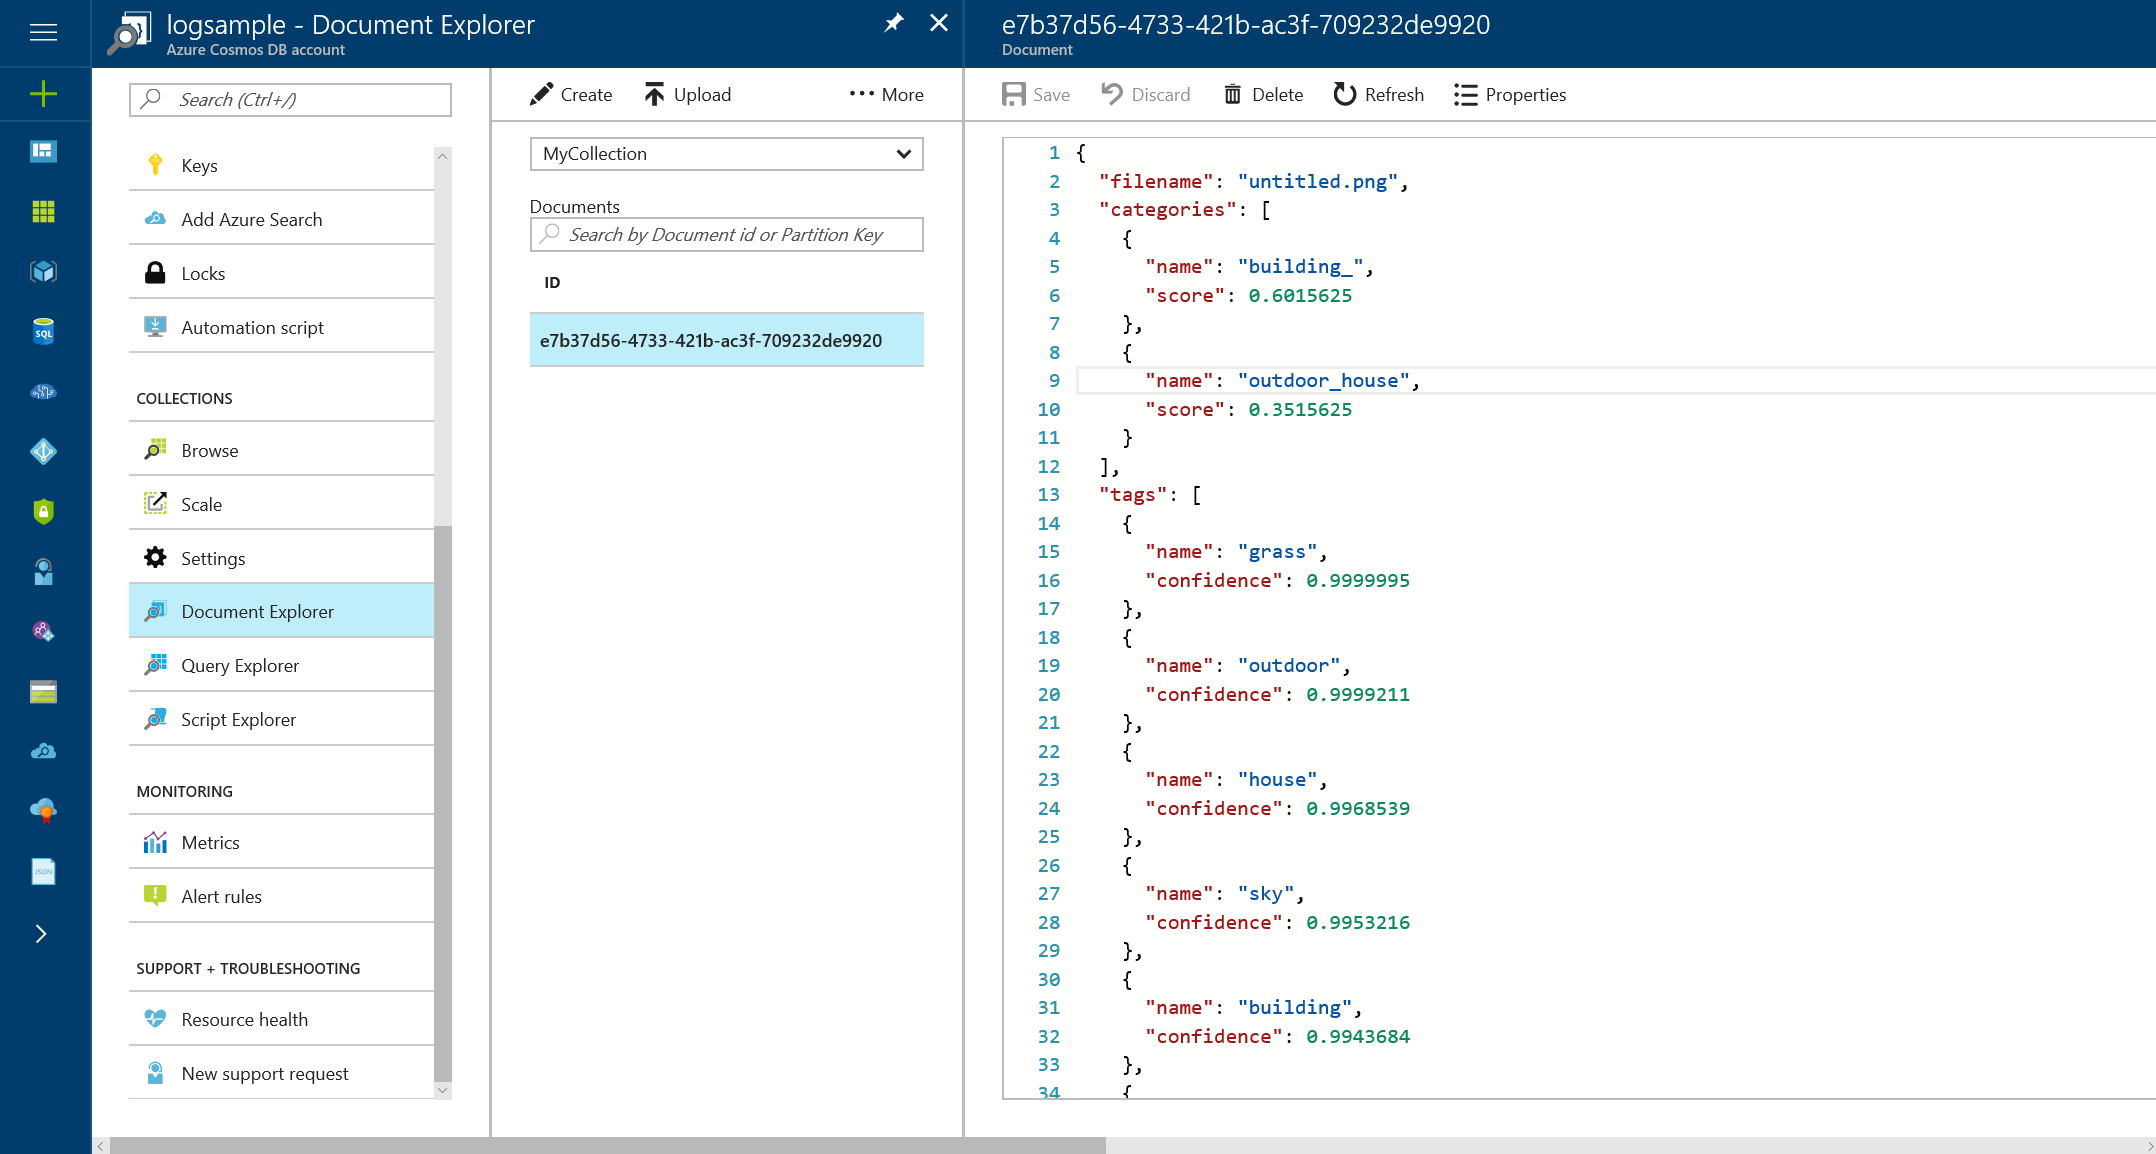 logsample - Document Explorer
Azure Cosmos DB account
Search (Ctrl+/)
Keys
Add Azure Search
Locks
Automation script
COLLECTIONS
Browse
Scale
Settings
Document Explorer
Query Explorer
Script Explorer
MONITORING
Metrics
Alert rules
SUPPORT + TROUBLESHOOTING
Resource health
New support request
SQL
JSON
Create
Upload
More
MyCollection
Documents
Search by Document id or Partition Key
ID
e7b37d56-4733-421b-ac3f-709232de9920
e7b37d56-4733-421b-ac3f-709232de9920
Document
Save
Discard
Delete
Refresh
Properties
1 {
2 "filename": "untitled.png",
3 "categories": [
4 {
5 "name": "building_",
6 "score": 0.6015625
7 },
8 {
9 "name": "outdoor_house",
10 "score": 0.3515625
11 }
12 ],
13 "tags": [
14 {
15 "name": "grass",
16 "confidence": 0.9999995
17 },
18 {
19 "name": "outdoor",
20 "confidence": 0.9999211
21 },
22 {
23 "name": "house",
24 "confidence": 0.9968539
25 },
26 {
27 "name": "sky",
28 "confidence": 0.9953216
29 },
30 {
31 "name": "building",
32 "confidence": 0.9943684
33 },
34 {